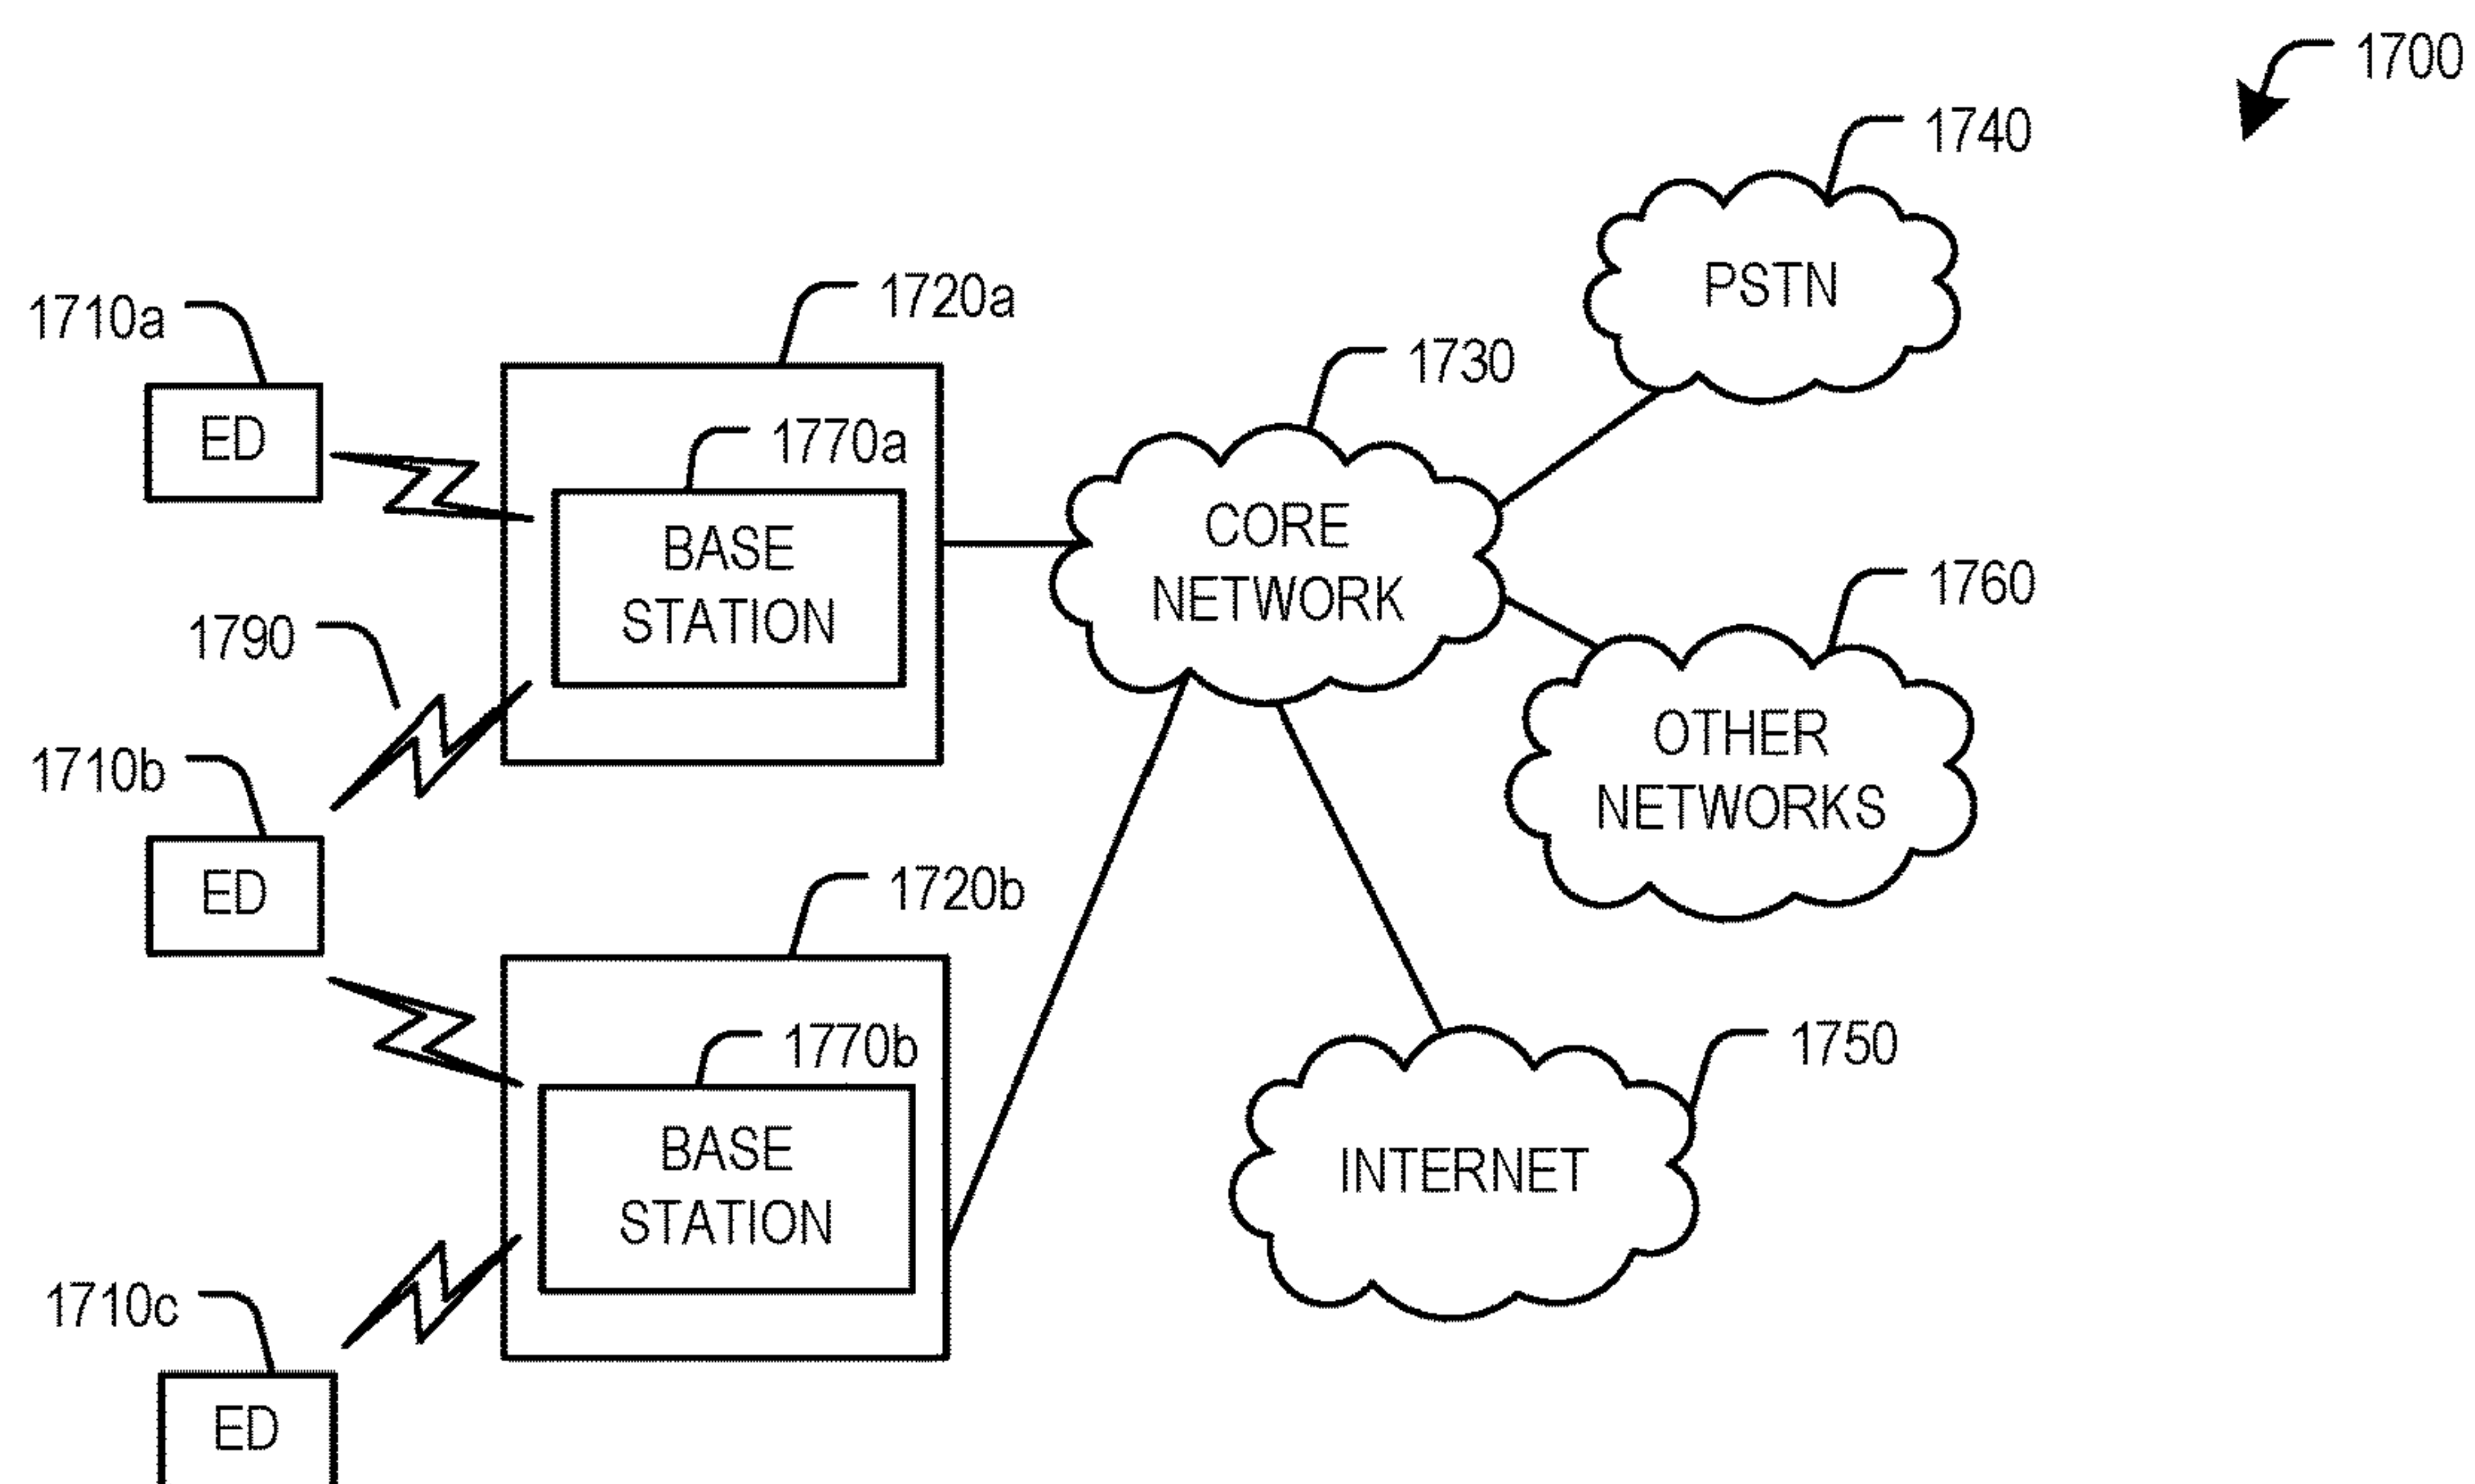 1700
1740
PSTN
1720a
1710a
1730
ED
1770a
CORE
NETWORK
BASE
STATION
1760
1790
OTHER
NETWORKS
1710b
ED
1720b
1770b
1750
BASE
STATION
INTERNET
1710c
ED